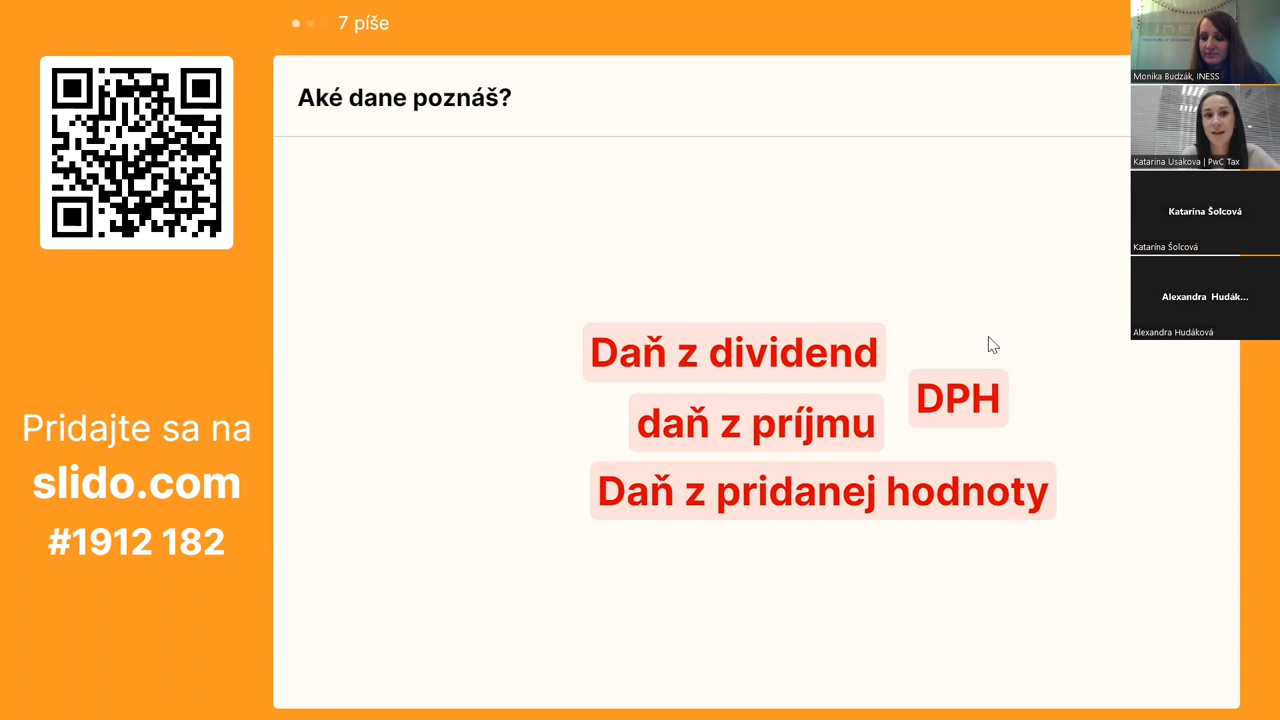 7 píše
Aké dane poznáš?
Daň z dividend
DPH
daň z príjmu
Daň z pridanej hodnoty
Pridajte sa na
slido.com
#1912 182
Monika Budzák, INESS
Katarina Usakova | PwC Tax
Katarína Šolcová
Katarína Šolcová
Alexandra Hudák...
Alexandra Hudáková